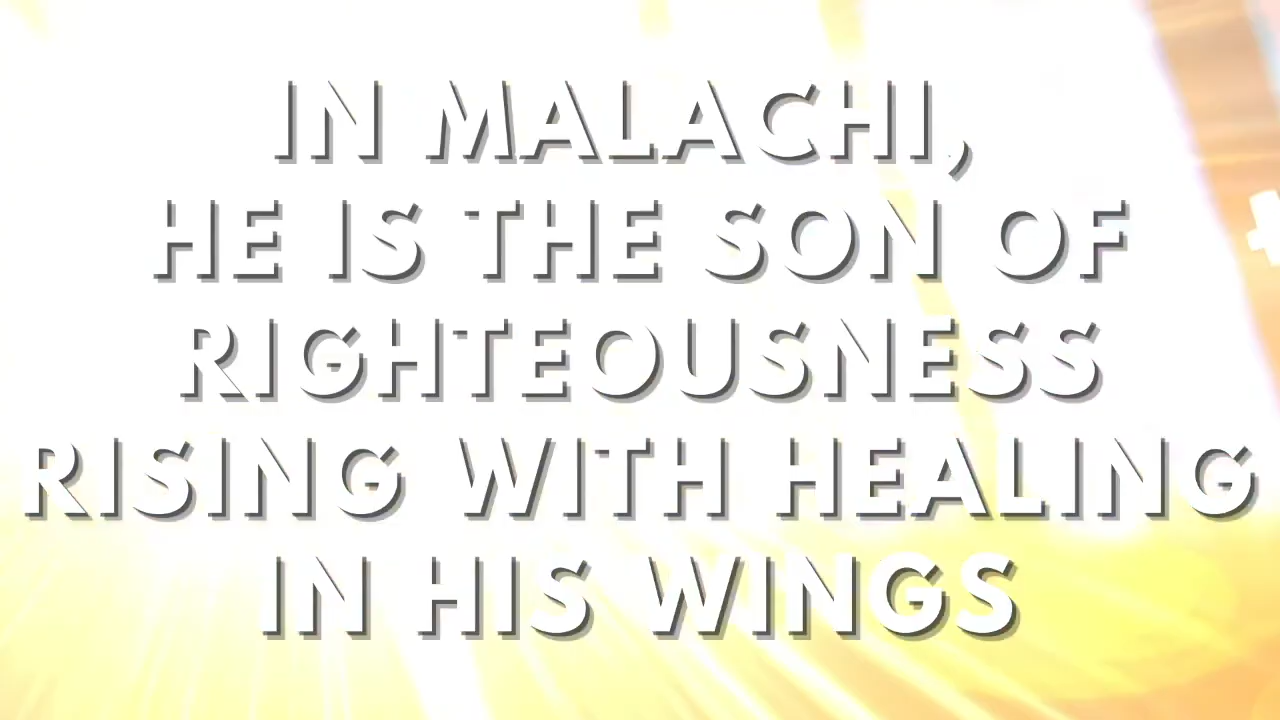 IN MALACHI,
HE IS THE SON OF
RIGHTEOUSNESS
RISING WITH HEALING
IN HIS WINGS